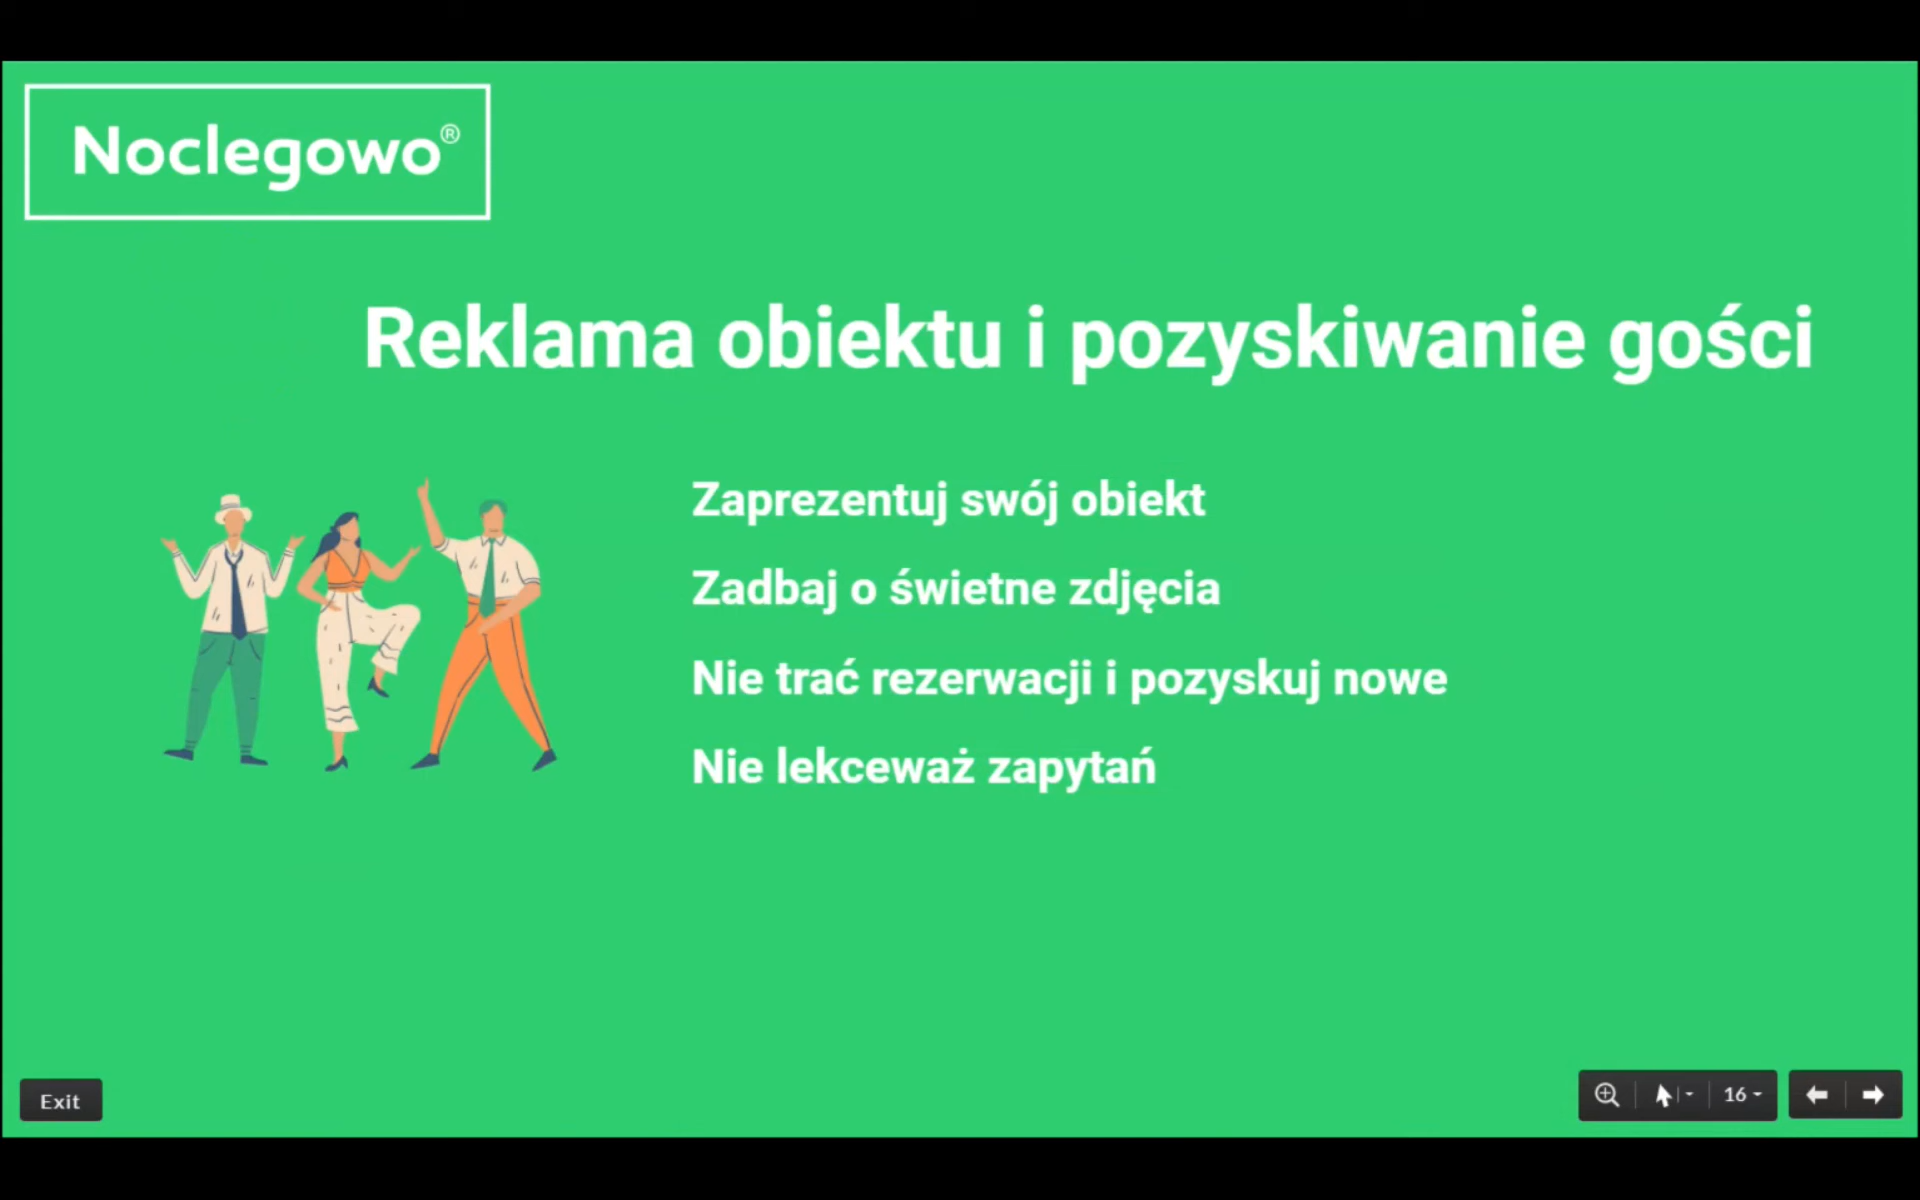 Noclegowo®
Reklama obiektu i pozyskiwanie gości
Zaprezentuj swój obiekt
Zadbaj o świetne zdjęcia
Nie trać rezerwacji i pozyskuj nowe
Nie lekceważ zapytań
Exit
16